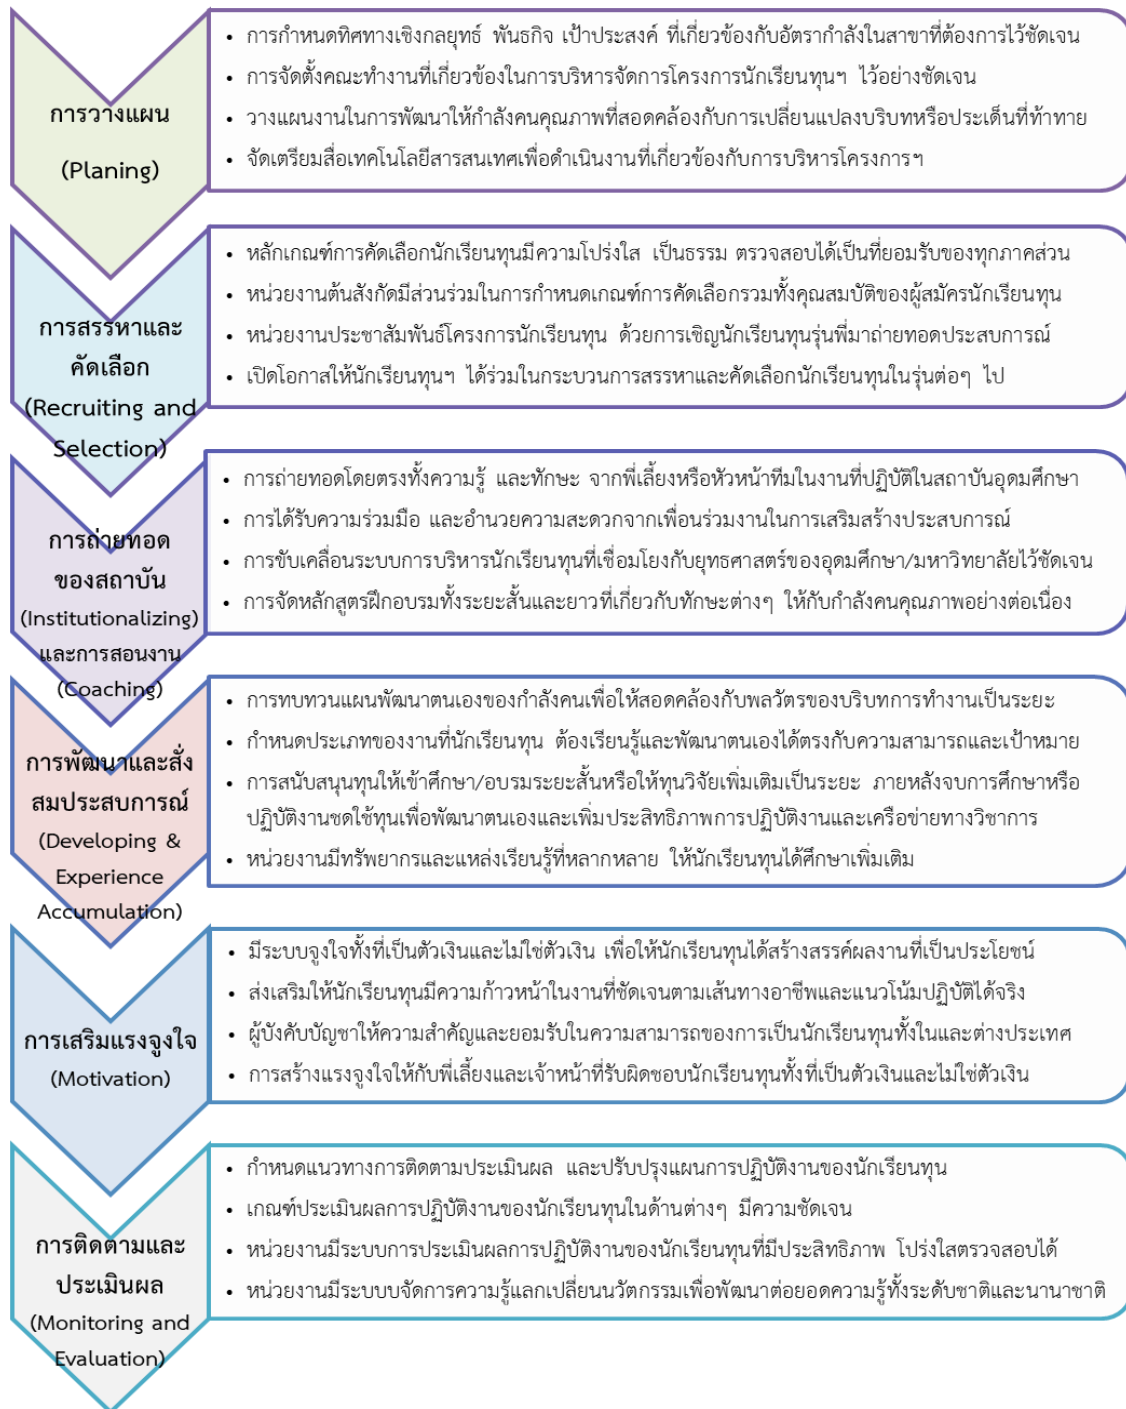 การวางแผน
(Planing)
• การกำหนดทิศทางเชิงกลยุทธ์ พันธกิจ เป้าประสงค์ ที่เกี่ยวข้องกับอัตรากำลังในสาขาที่ต้องการไว้ชัดเจน
• การจัดตั้งคณะทำงานที่เกี่ยวข้องในการบริหารจัดการโครงการนักเรียนทุนฯ ไว้อย่างชัดเจน
• วางแผนงานในการพัฒนาให้กำลังคนคุณภาพที่สอดคล้องกับการเปลี่ยนแปลงบริบทหรือประเด็นที่ท้าทาย
• จัดเตรียมสื่อเทคโนโลยีสารสนเทศเพื่อดำเนินงานที่เกี่ยวข้องกับการบริหารโครงการฯ
การสรรหาและ
คัดเลือก
(Recruiting and
Selection)
• หลักเกณฑ์การคัดเลือกนักเรียนทุนมีความโปร่งใส เป็นธรรม ตรวจสอบได้เป็นที่ยอมรับของทุกภาคส่วน
• หน่วยงานต้นสังกัดมีส่วนร่วมในการกำหนดเกณฑ์การคัดเลือกรวมทั้งคุณสมบัติของผู้สมัครนักเรียนทุน
• หน่วยงานประชาสัมพันธ์โครงการนักเรียนทุน ด้วยการเชิญนักเรียนทุนรุ่นพี่มาถ่ายทอดประสบการณ์
• เปิดโอกาสให้นักเรียนทุนฯ ได้ร่วมในกระบวนการสรรหาและคัดเลือกนักเรียนทุนในรุ่นต่อๆ ไป
การถ่ายทอด
ของสถาบัน
(Institutionalizing)
และการสอนงาน
(Coaching)
• การถ่ายทอดโดยตรงทั้งความรู้ และทักษะ จากพี่เลี้ยงหรือหัวหน้าทีมในงานที่ปฏิบัติในสถาบันอุดมศึกษา
• การได้รับความร่วมมือ และอำนวยความสะดวกจากเพื่อนร่วมงานในการเสริมสร้างประสบการณ์
• การขับเคลื่อนระบบการบริหารนักเรียนทุนที่เชื่อมโยงกับยุทธศาสตร์ของอุดมศึกษา/มหาวิทยาลัยไว้ชัดเจน
• การจัดหลักสูตรฝึกอบรมทั้งระยะสั้นและยาวที่เกี่ยวกับทักษะต่างๆ ให้กับกำลังคนคุณภาพอย่างต่อเนื่อง
การพัฒนาและสั่ง
สมประสบการณ์
(Developing &
Experience
Accumulation)
• การทบทวนแผนพัฒนาตนเองของกำลังคนเพื่อให้สอดคล้องกับพลวัตรของบริบทการทำงานเป็นระยะ
• กำหนดประเภทของงานที่นักเรียนทุน ต้องเรียนรู้และพัฒนาตนเองได้ตรงกับความสามารถและเป้าหมาย
• การสนับสนุนทุนให้เข้าศึกษา/อบรมระยะสั้นหรือให้ทุนวิจัยเพิ่มเติมเป็นระยะ ภายหลังจบการศึกษาหรือ
ปฏิบัติงานชดใช้ทุนเพื่อพัฒนาตนเองและเพิ่มประสิทธิภาพการปฏิบัติงานและเครือข่ายทางวิชาการ
• หน่วยงานมีทรัพยากรและแหล่งเรียนรู้ที่หลากหลาย ให้นักเรียนทุนได้ศึกษาเพิ่มเติม
การเสริมแรงจูงใจ
(Motivation)
• มีระบบจูงใจทั้งที่เป็นตัวเงินและไม่ใช่ตัวเงิน เพื่อให้นักเรียนทุนได้สร้างสรรค์ผลงานที่เป็นประโยชน์
• ส่งเสริมให้นักเรียนทุนมีความก้าวหน้าในงานที่ชัดเจนตามเส้นทางอาชีพและแนวโน้มปฏิบัติได้จริง
• ผู้บังคับบัญชาให้ความสำคัญและยอมรับในความสามารถของการเป็นนักเรียนทุนทั้งในและต่างประเทศ
• การสร้างแรงจูงใจให้กับพี่เลี้ยงและเจ้าหน้าที่รับผิดชอบนักเรียนทุนทั้งที่เป็นตัวเงินและไม่ใช่ตัวเงิน
การติดตามและ
ประเมินผล
(Monitoring and
Evaluation)
• กำหนดแนวทางการติดตามประเมินผล และปรับปรุงแผนการปฏิบัติงานของนักเรียนทุน
• เกณฑ์ประเมินผลการปฏิบัติงานของนักเรียนทุนในด้านต่างๆ มีความชัดเจน
• หน่วยงานมีระบบการประเมินผลการปฏิบัติงานของนักเรียนทุนที่มีประสิทธิภาพ โปร่งใสตรวจสอบได้
• หน่วยงานมีระบบบจัดการความรู้แลกเปลี่ยนนวัตกรรมเพื่อพัฒนาต่อยอดความรู้ทั้งระดับชาติและนานาชาติ